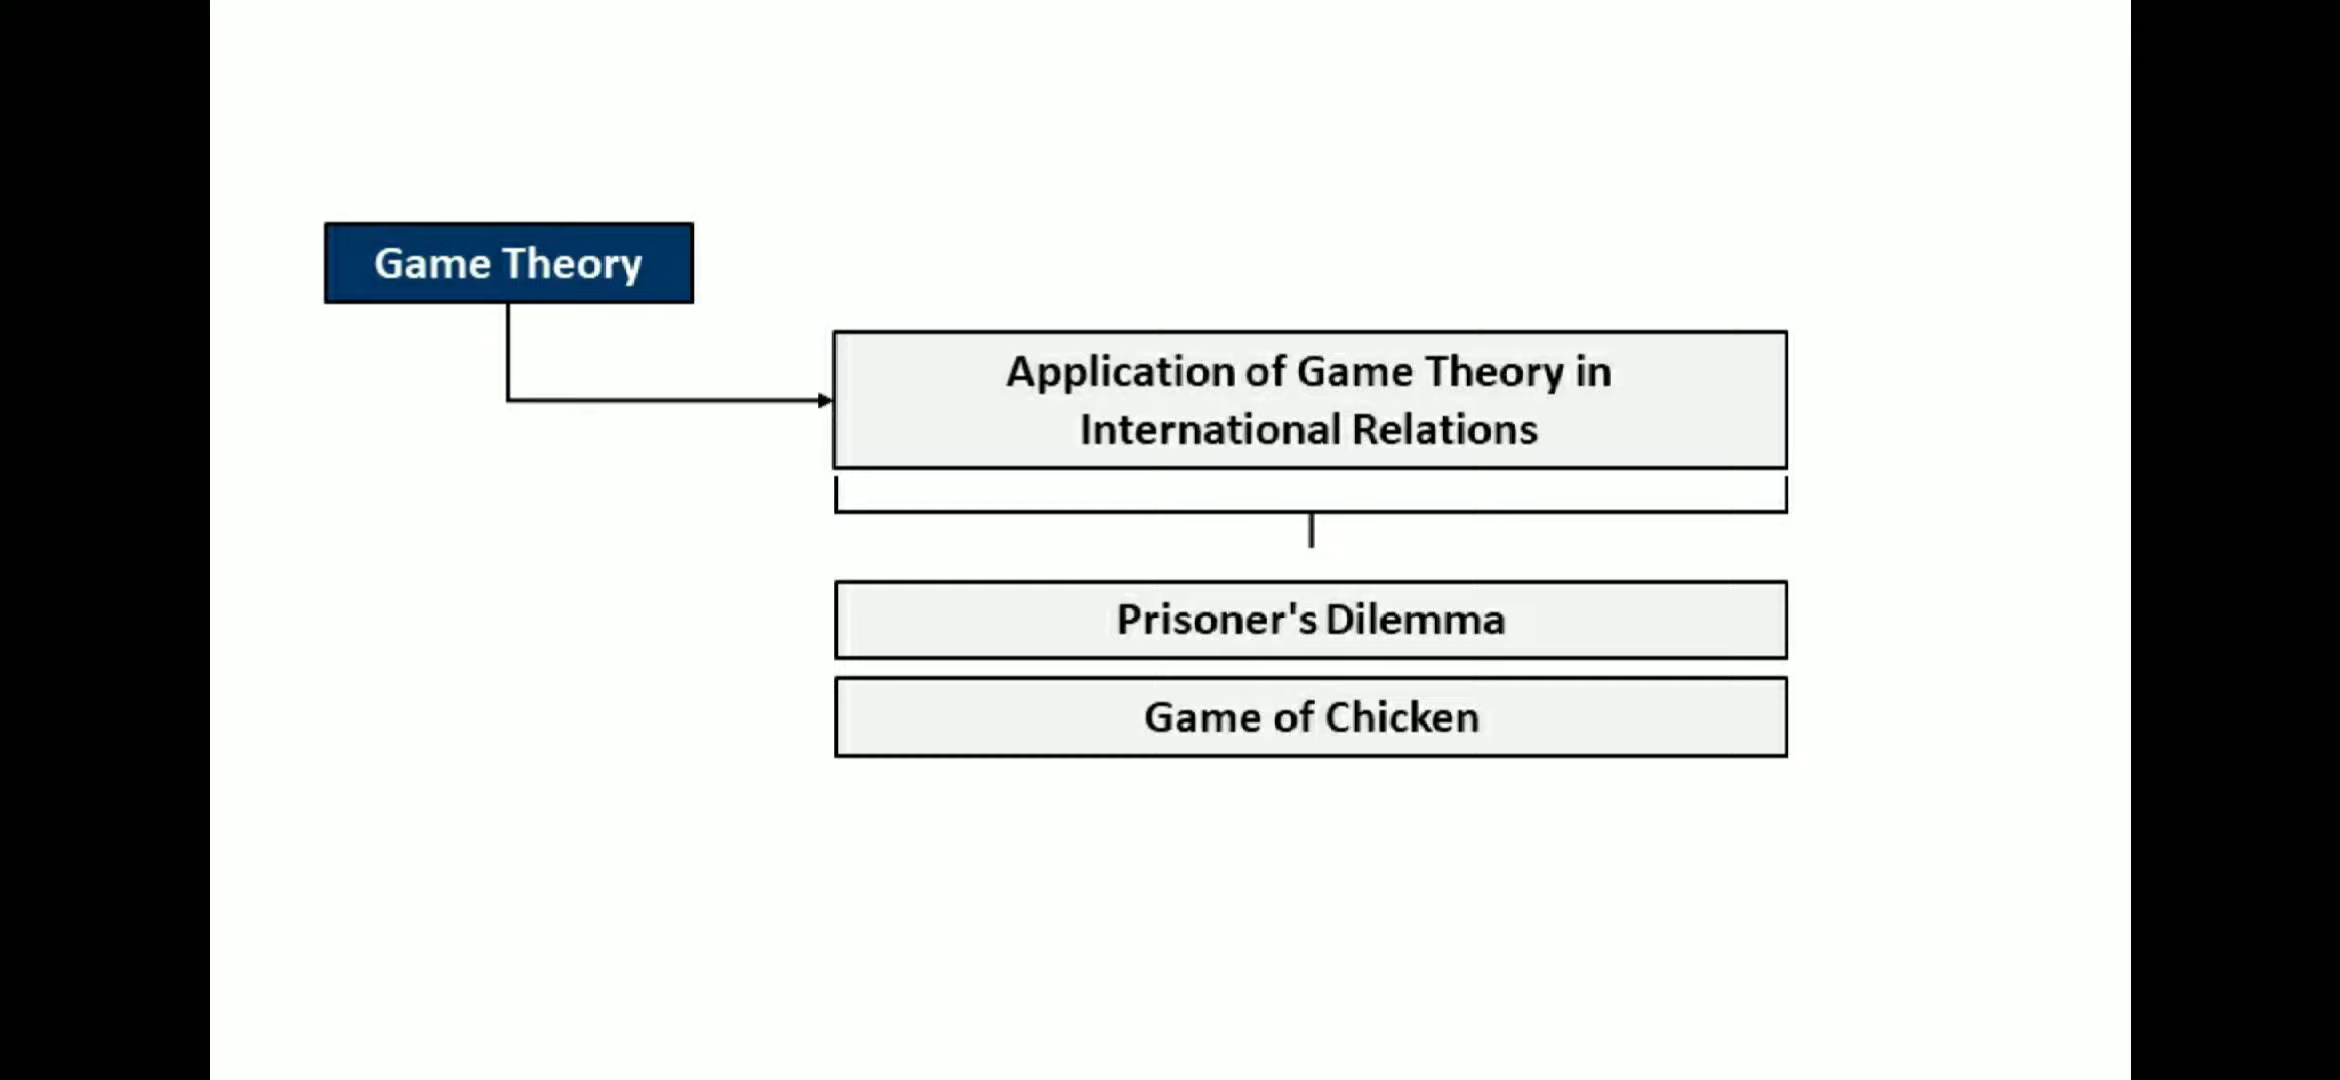 Game Theory
Application of Game Theory in
International Relations
Prisoner's Dilemma
Game of Chicken